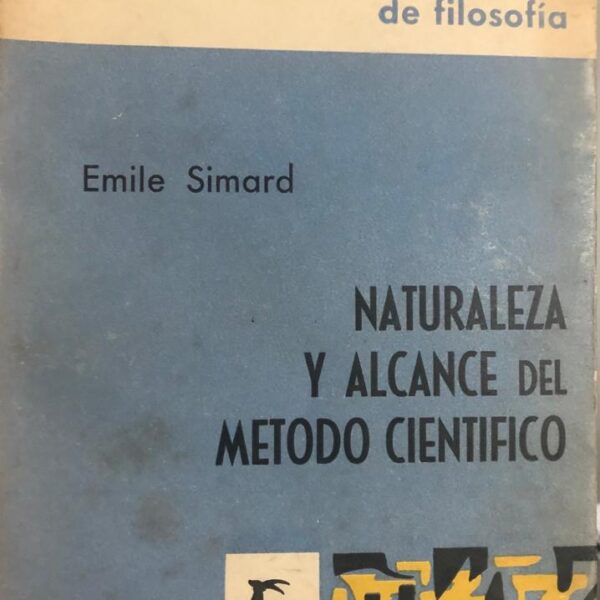 de filosofía
Emile Simard
NATURALEZA
Y ALCANCE DEL
METODO CIENTIFICO